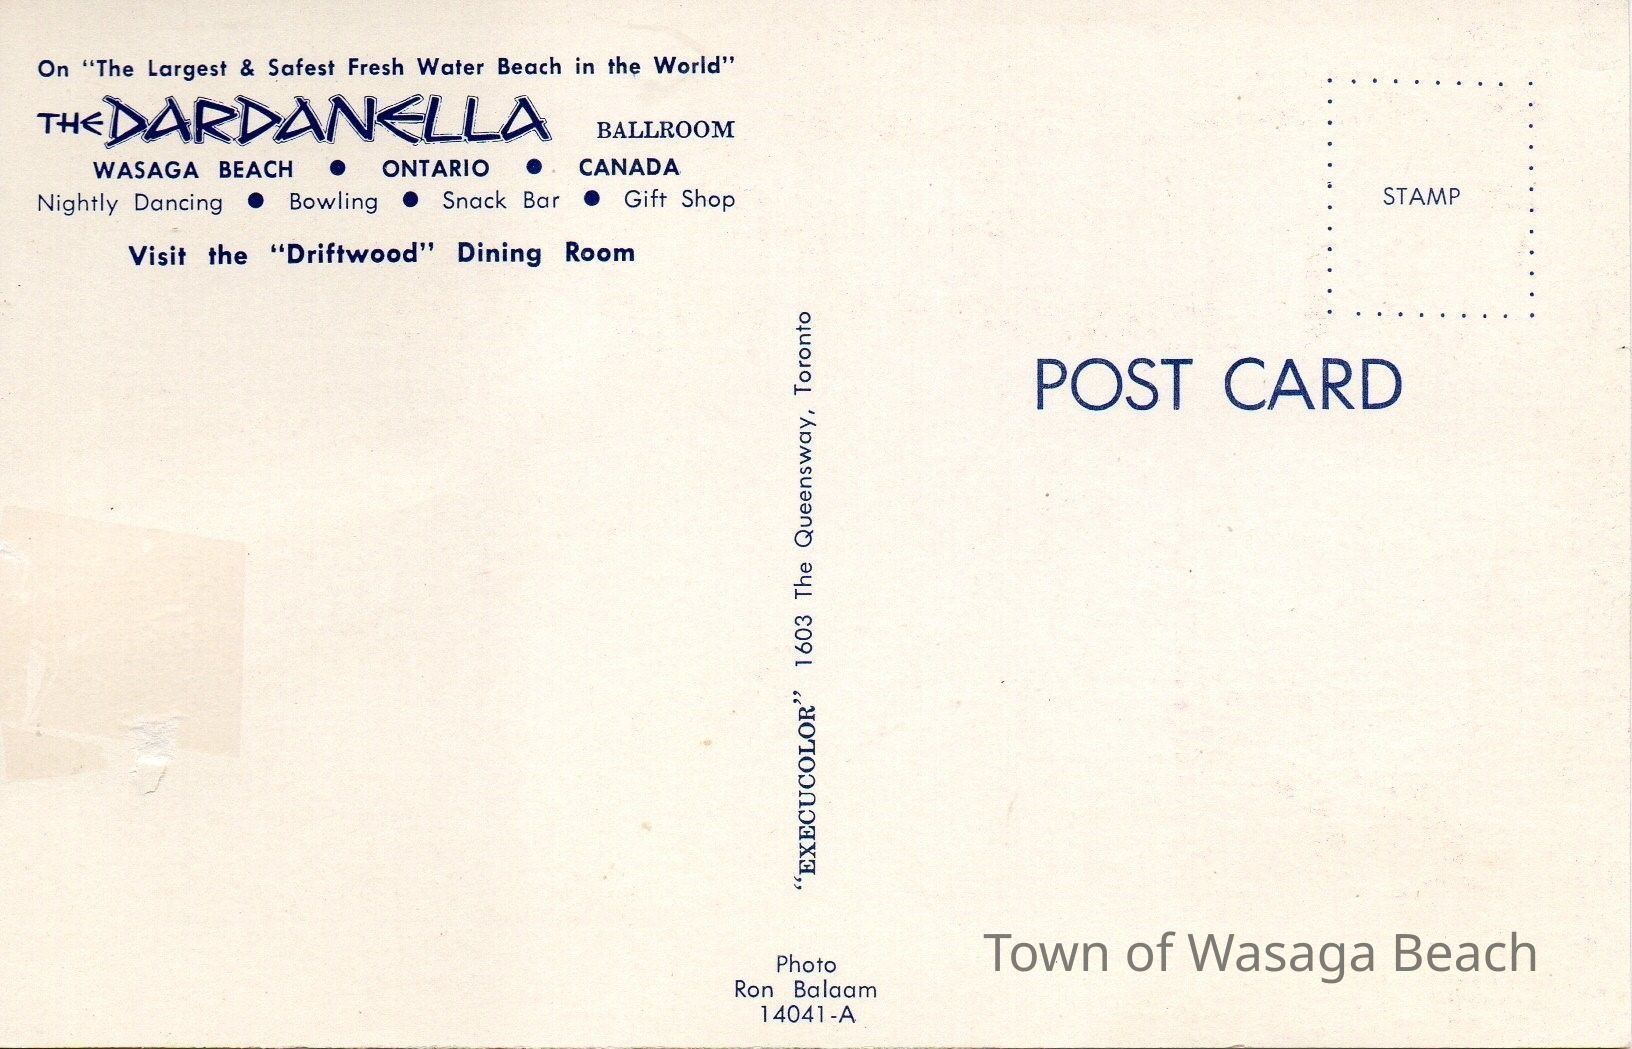 On "The Largest & Safest Fresh Water Beach in the World"
THE DARDANELLA BALLROOM
WASAGA BEACH ● ONTARIO ● CANADA
Nightly Dancing ● Bowling ● Snack Bar ● Gift Shop
Visit the "Driftwood" Dining Room
"EXECUCOLOR" 1603 The Queensway, Toronto
Photo
Ron Balaam
14041-A
STAMP
POST CARD
Town of Wasaga Beach